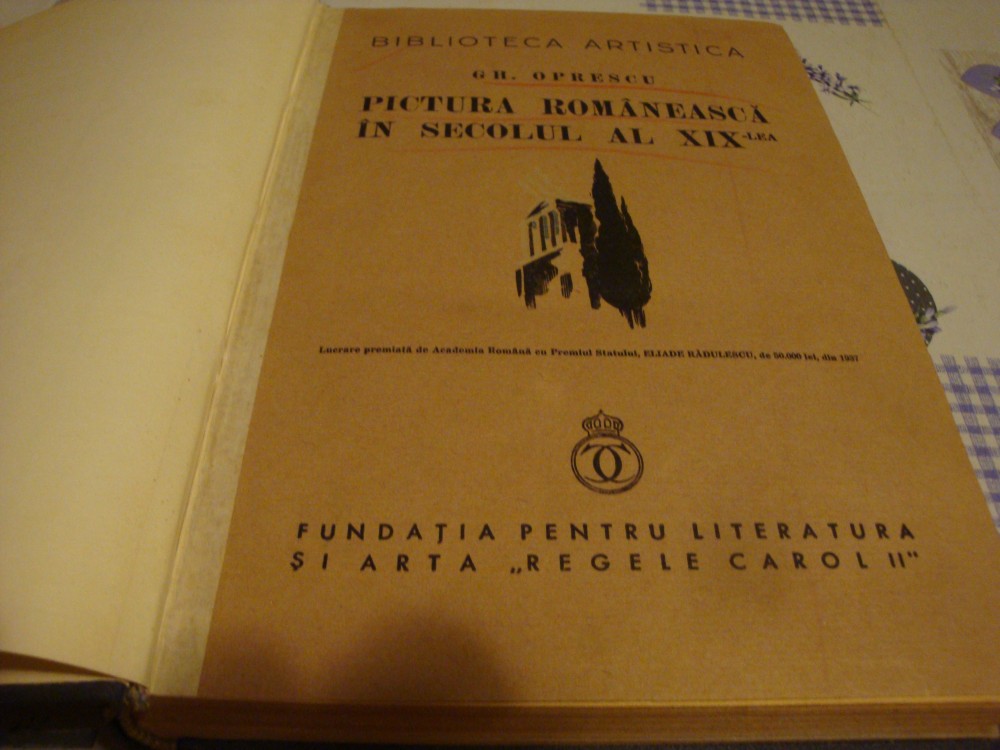 BIBLIOTECA ARTISTICA
GH. OPRESCU
PICTURA ROMÂNEASCĂ
ÎN SECOLUL AL XIX-LEA
Lucrare premiată de Academia Română cu Premiul Statului, ELIADE RĂDULESCU, de 50.000 lei, din 1937
FUNDAȚIA PENTRU LITERATURA
ȘI ARTA „REGELE CAROL II"